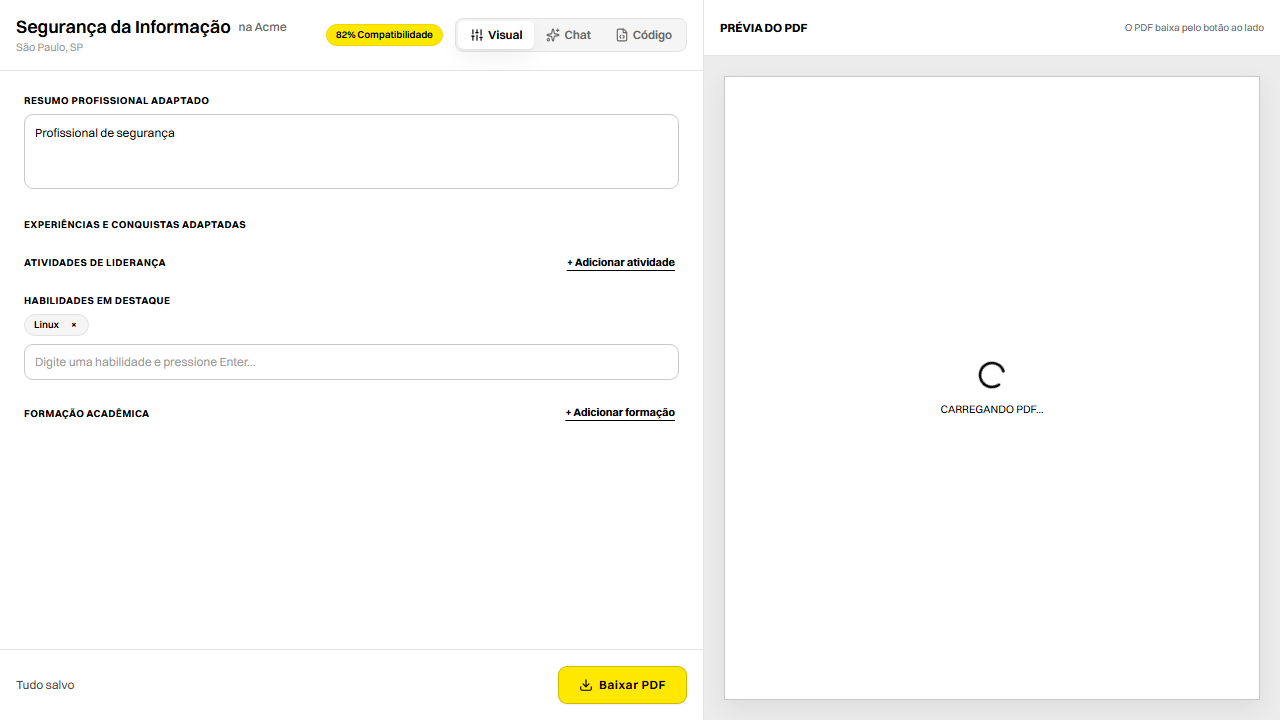 Segurança da Informação na Acme
São Paulo, SP
82% Compatibilidade
Visual
Chat
Código
RESUMO PROFISSIONAL ADAPTADO
Profissional de segurança
EXPERIÊNCIAS E CONQUISTAS ADAPTADAS
ATIVIDADES DE LIDERANÇA
+ Adicionar atividade
HABILIDADES EM DESTAQUE
Linux ×
Digite uma habilidade e pressione Enter...
FORMAÇÃO ACADÊMICA
+ Adicionar formação
Tudo salvo
Baixar PDF
PRÉVIA DO PDF
O PDF baixa pelo botão ao lado
CARREGANDO PDF...